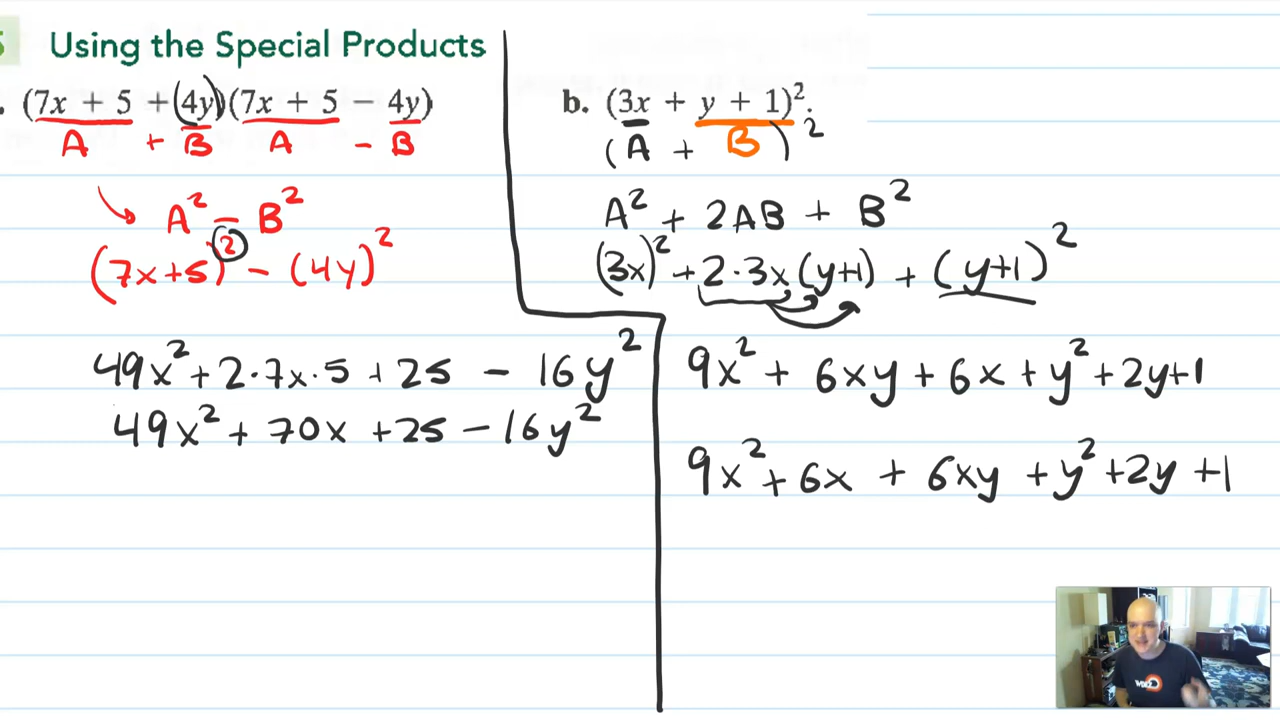 5 Using the Special Products
. (7x + 5 + (4y)(7x + 5 − 4y)
A + B A − B
A² − B²
(7x+5)² − (4y)²
49x² + 2·7x·5 + 25 − 16y²
49x² + 70x + 25 − 16y²
b. (3x + y + 1)².
(A + B)²
A² + 2AB + B²
(3x)² + 2·3x(y+1) + (y+1)²
9x² + 6xy + 6x + y² + 2y+1
9x² + 6x + 6xy + y² + 2y + 1